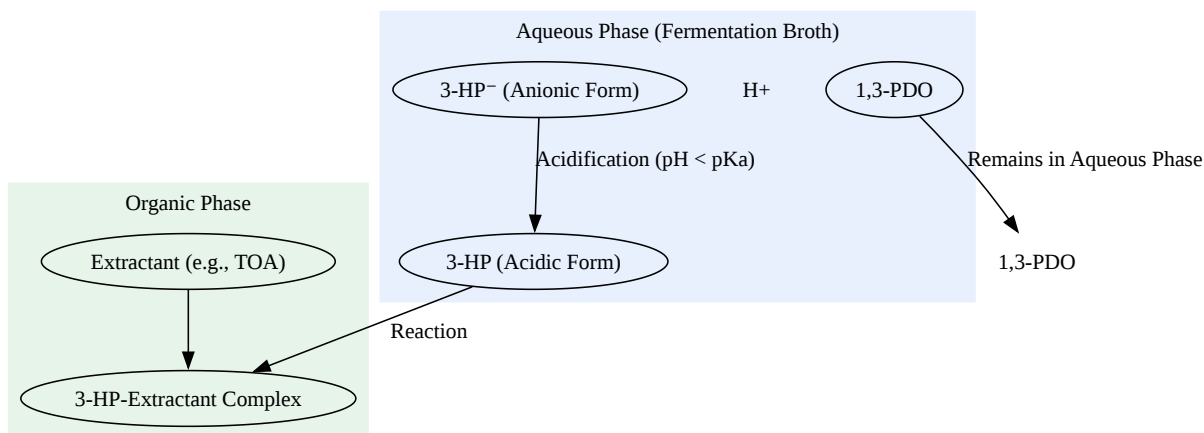 Aqueous Phase (Fermentation Broth)
3-HP⁻ (Anionic Form)
H+
1,3-PDO
Acidification (pH < pKa)
Remains in Aqueous Phase
Organic Phase
Extractant (e.g., TOA)
3-HP (Acidic Form)
1,3-PDO
Reaction
3-HP-Extractant Complex